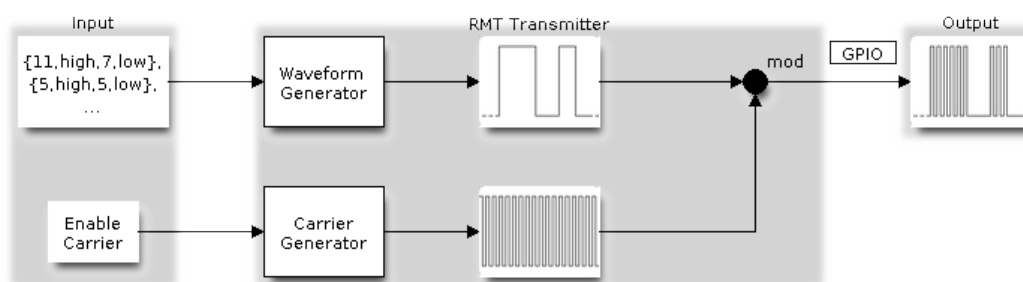 Input
RMT Transmitter
Output
{11,high,7,low},
{5,high,5,low},
...
Waveform
Generator
mod
GPIO
Enable
Carrier
Carrier
Generator